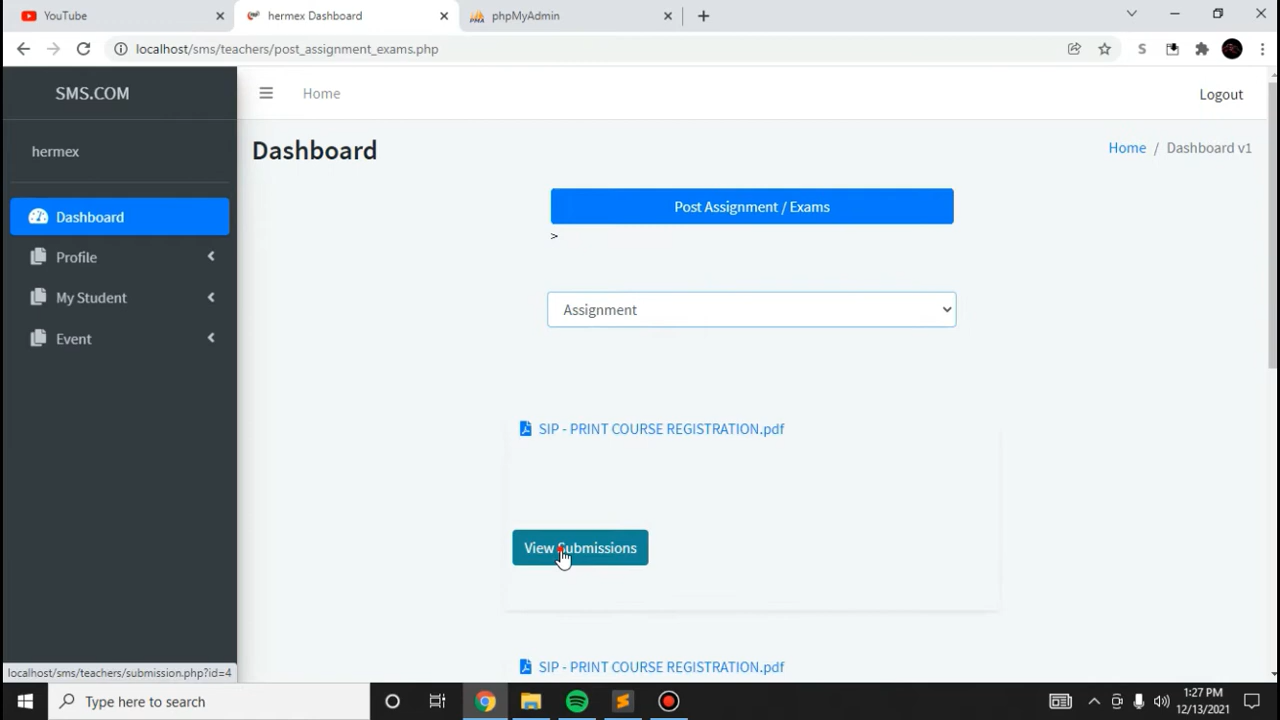 YouTube
hermex Dashboard
phpMyAdmin
localhost/sms/teachers/post_assignment_exams.php
S
SMS.COM
Home
Logout
hermex
Dashboard
Home / Dashboard v1
Dashboard
Profile
My Student
Event
Post Assignment / Exams
>
Assignment
SIP - PRINT COURSE REGISTRATION.pdf
View Submissions
SIP - PRINT COURSE REGISTRATION.pdf
localhost/sms/teachers/submission.php?id=4
Type here to search
1:27 PM
12/13/2021